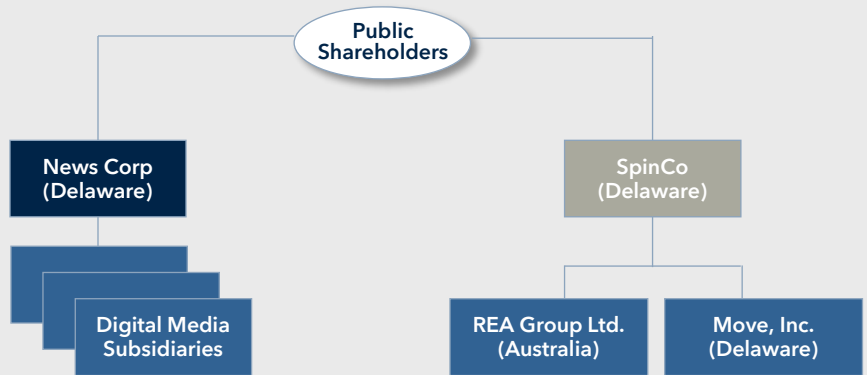 Public
Shareholders
News Corp
(Delaware)
SpinCo
(Delaware)
Digital Media
Subsidiaries
REA Group Ltd.
(Australia)
Move, Inc.
(Delaware)